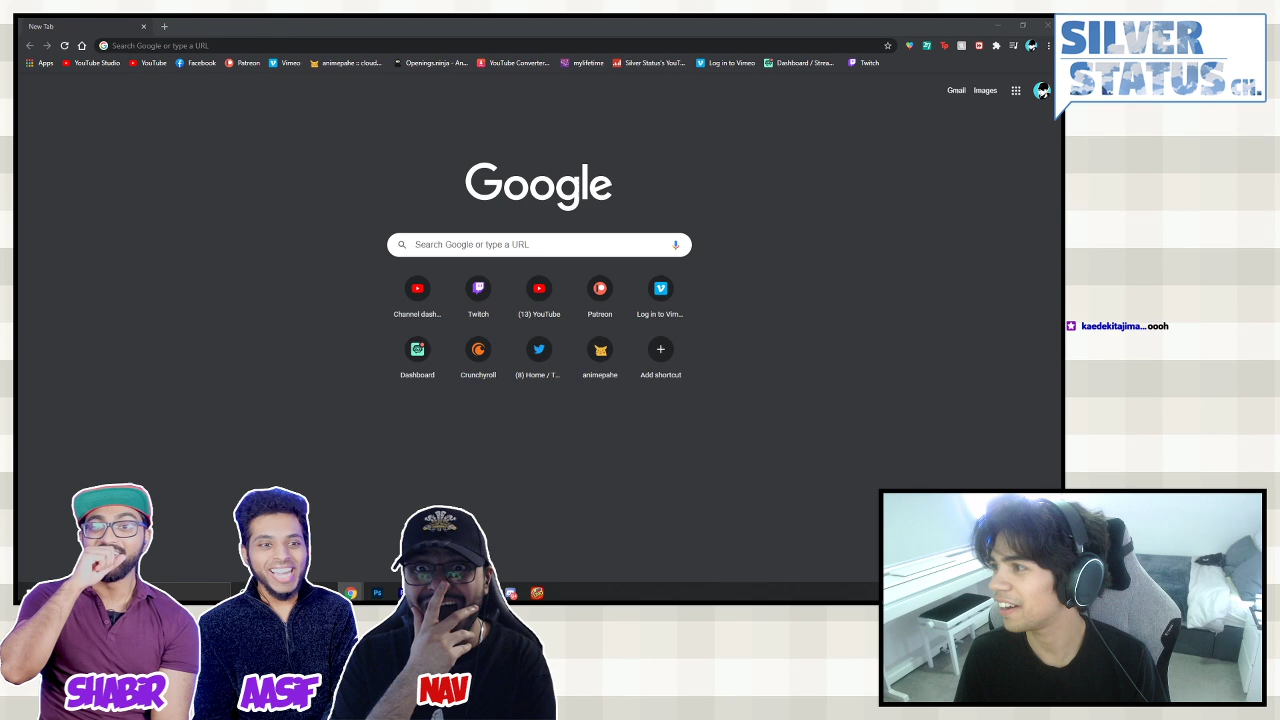 New Tab
Search Google or type a URL
Apps YouTube Studio YouTube Facebook Patreon Vimeo animepahe :: anime... Openings.ninja - An... YouTube Converter... mylifetime Silver Status's YouT... Log in to Vimeo Dashboard / Strea... Twitch
SILVER
STATUS CH.
Gmail Images
Google
Search Google or type a URL
Channel dash... Twitch (13) YouTube Patreon Log in to Vim...
kaedekitajima... oooh
Dashboard Crunchyroll (8) Home / T... animepahe Add shortcut
SHABIR AASIF NAV